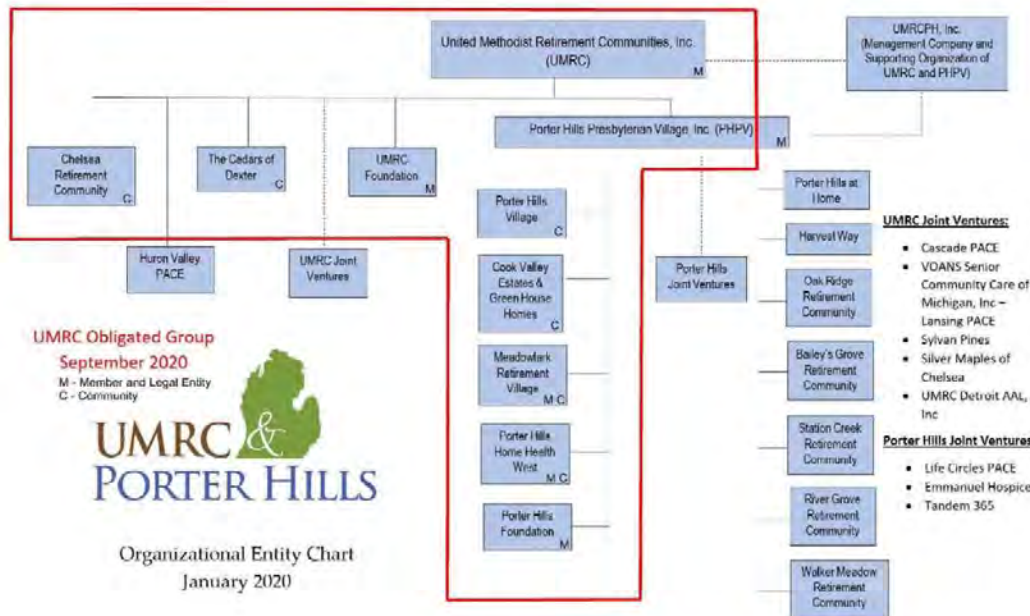 United Methodist Retirement Communities, Inc.
(UMRC)
M
UMRCPH, Inc.
(Management Company and
Supporting Organization of
UMRC and PHPV)
Porter Hills Presbyterian Village, Inc. (PHPV)
M
Chelsea
Retirement
Community
C
The Cedars of
Dexter
C
UMRC
Foundation
M
Huron Valley
PACE
UMRC Joint
Ventures
Porter Hills
Village
C
Cook Valley
Estates &
Green House
Homes
C
Meadowlark
Retirement
Village
M C
Porter Hills
Home Health
West
M C
Porter Hills
Foundation
M
Porter Hills
Joint Ventures
Porter Hills at
Home
Harvest Way
Oak Ridge
Retirement
Community
Bailey's Grove
Retirement
Community
Station Creek
Retirement
Community
River Grove
Retirement
Community
Walker Meadow
Retirement
Community
UMRC Joint Ventures:
• Cascade PACE
• VOANS Senior
Community Care of
Michigan, Inc –
Lansing PACE
• Sylvan Pines
• Silver Maples of
Chelsea
• UMRC Detroit AAL,
Inc
Porter Hills Joint Ventures
• Life Circles PACE
• Emmanuel Hospice
• Tandem 365
UMRC Obligated Group
September 2020
M - Member and Legal Entity
C - Community
UMRC &
PORTER HILLS
Organizational Entity Chart
January 2020